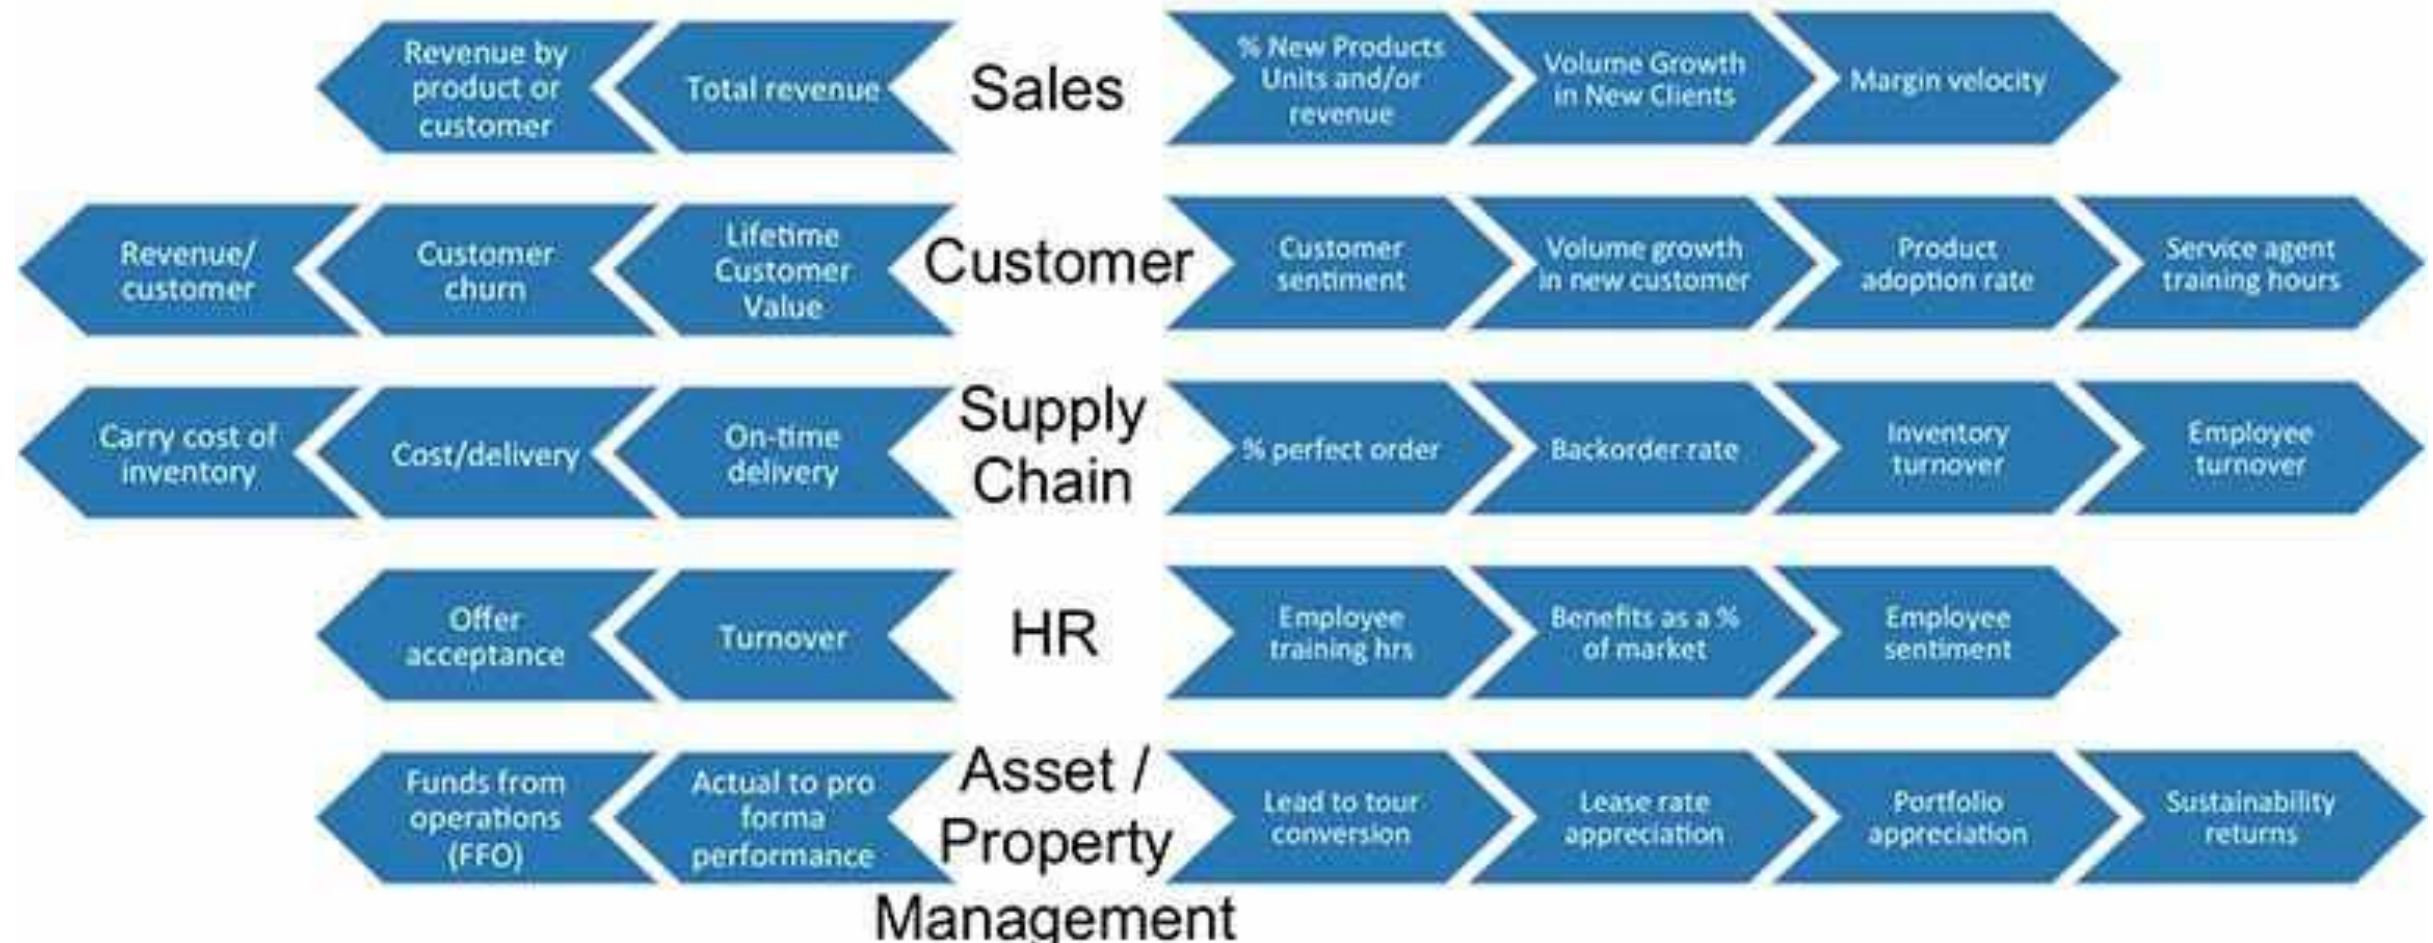 Revenue by
product or
customer
Total revenue
Sales
% New Products
Units and/or
revenue
Volume Growth
in New Clients
Margin velocity
Revenue/
customer
Customer
churn
Lifetime
Customer
Value
Customer
Customer
sentiment
Volume growth
in new customer
Product
adoption rate
Service agent
training hours
Carry cost of
inventory
Cost/delivery
On-time
delivery
Supply
Chain
% perfect order
Backorder rate
Inventory
turnover
Employee
turnover
Offer
acceptance
Turnover
HR
Employee
training hrs
Benefits as a %
of market
Employee
sentiment
Funds from
operations
(FFO)
Actual to pro
forma
performance
Asset /
Property
Management
Lead to tour
conversion
Lease rate
appreciation
Portfolio
appreciation
Sustainability
returns